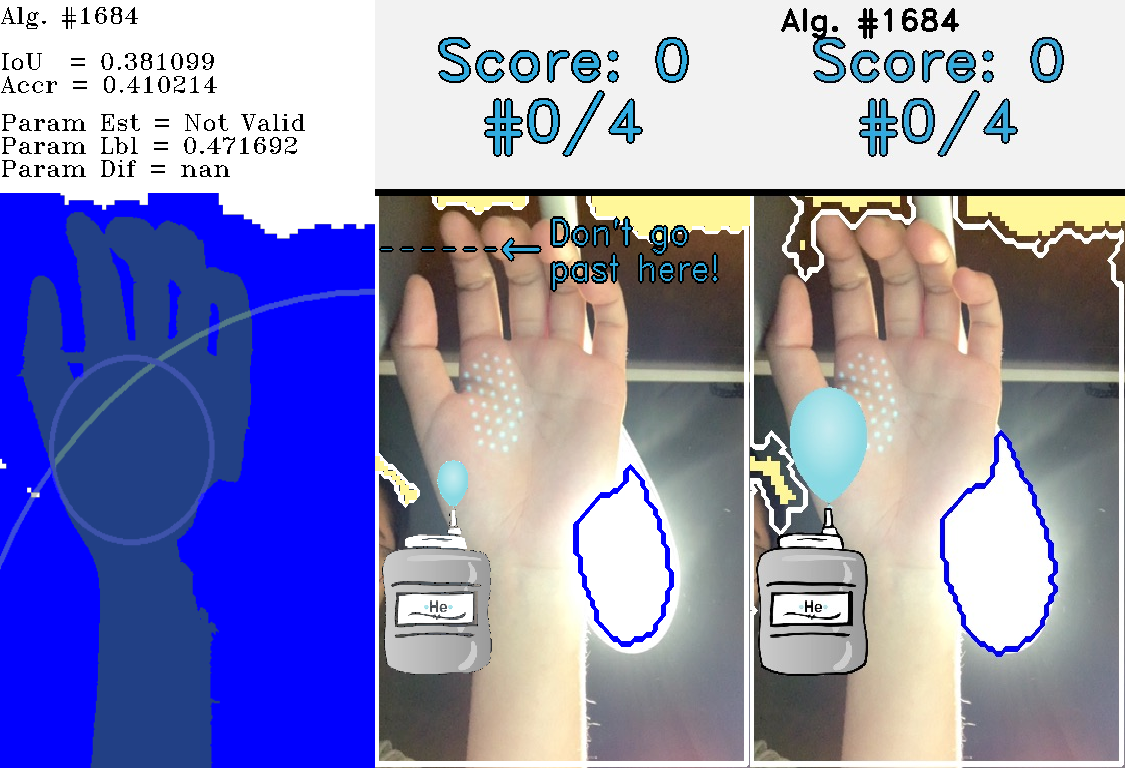 Alg. #1684
IoU = 0.381099
Accr = 0.410214
Param Est = Not Valid
Param Lbl = 0.471692
Param Dif = nan
Score: 0
#0/4
Don't go
past here!
He
Alg. #1684
Score: 0
#0/4
He